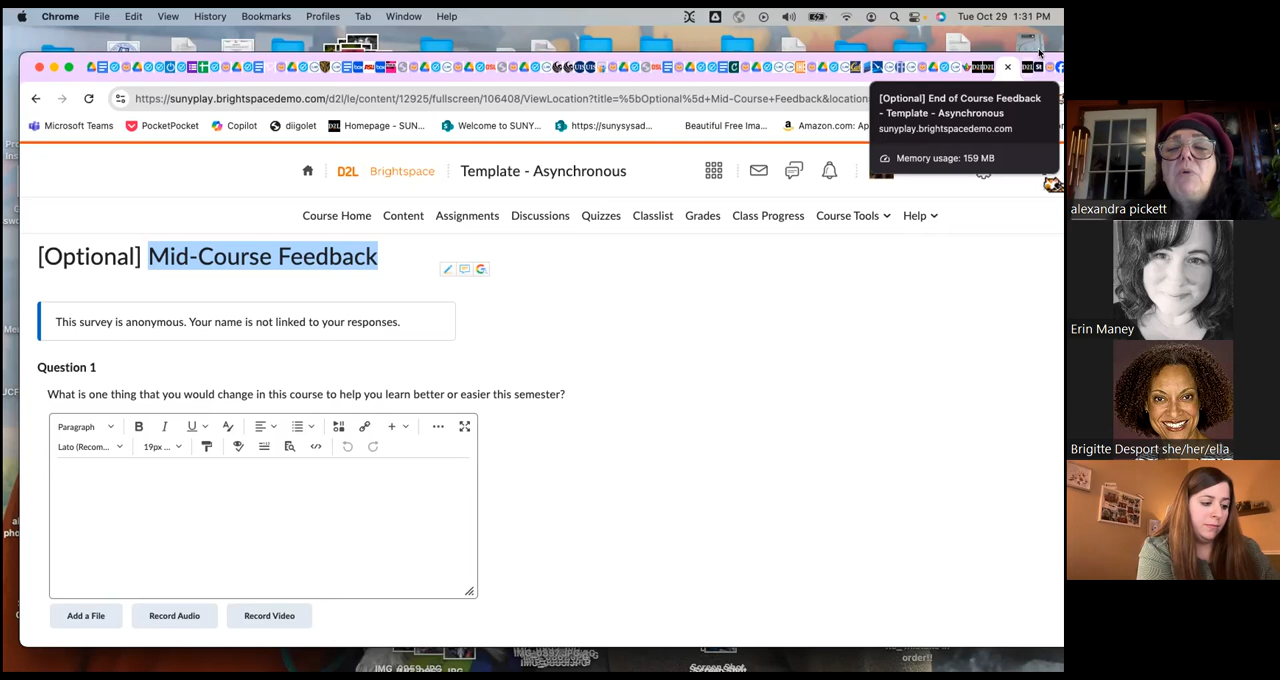 Chrome File Edit View History Bookmarks Profiles Tab Window Help Tue Oct 29 1:31 PM
https://sunyplay.brightspacedemo.com/d2l/le/content/12925/fullscreen/106408/ViewLocation?title=%5bOptional%5d+Mid-Course+Feedback&location
[Optional] End of Course Feedback
- Template - Asynchronous
sunyplay.brightspacedemo.com
Memory usage: 159 MB
Microsoft Teams PocketPocket Copilot diigolet Homepage - SUN... Welcome to SUNY... https://sunysysad... Beautiful Free Ima... Amazon.com: Ap
D2L Brightspace Template - Asynchronous
Course Home Content Assignments Discussions Quizzes Classlist Grades Class Progress Course Tools Help
[Optional] Mid-Course Feedback
This survey is anonymous. Your name is not linked to your responses.
Question 1
What is one thing that you would change in this course to help you learn better or easier this semester?
Paragraph B I U
Lato (Recom... 19px ...
Add a File Record Audio Record Video
IMG_0259.JPG
Screen Shot
order!!
alexandra pickett
Erin Maney
Brigitte Desport she/her/ella